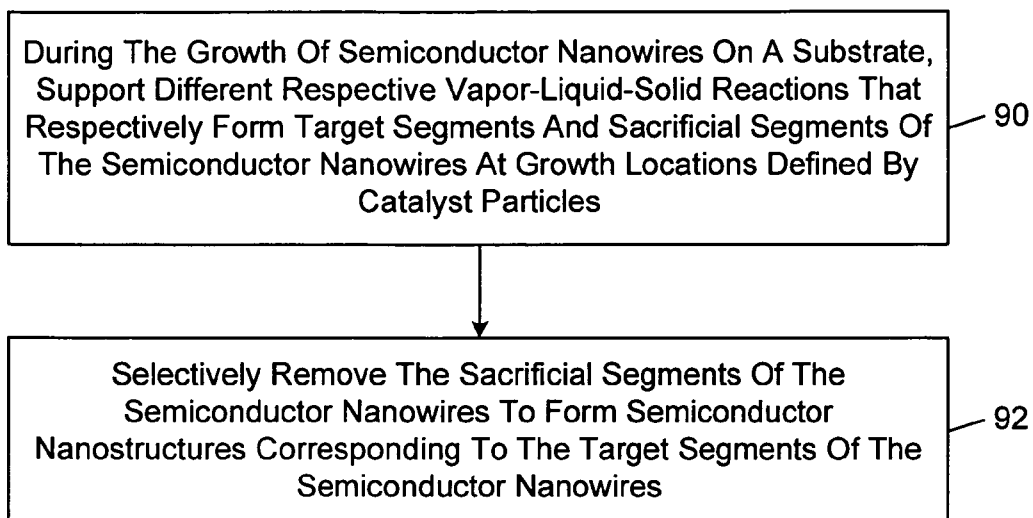 During The Growth Of Semiconductor Nanowires On A Substrate,
Support Different Respective Vapor-Liquid-Solid Reactions That
Respectively Form Target Segments And Sacrificial Segments Of
The Semiconductor Nanowires At Growth Locations Defined By
Catalyst Particles
90
Selectively Remove The Sacrificial Segments Of The
Semiconductor Nanowires To Form Semiconductor
Nanostructures Corresponding To The Target Segments Of The
Semiconductor Nanowires
92